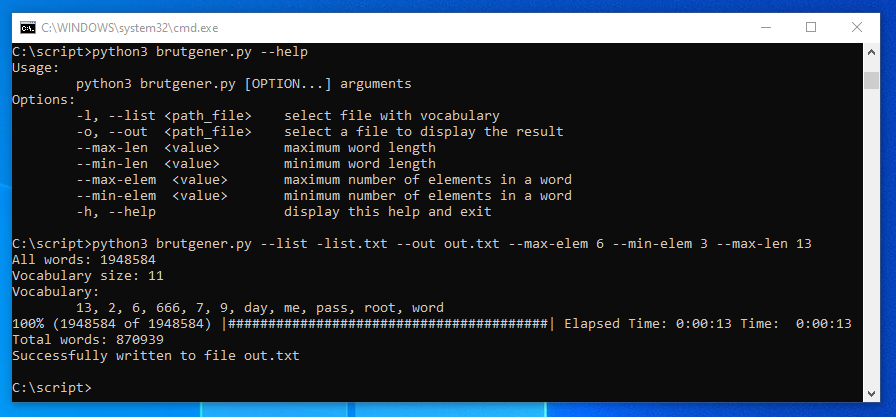 C:\WINDOWS\system32\cmd.exe
C:\script>python3 brutgener.py --help
Usage:
        python3 brutgener.py [OPTION...] arguments
Options:
        -l, --list <path_file>    select file with vocabulary
        -o, --out  <path_file>    select a file to display the result
        --max-len  <value>        maximum word length
        --min-len  <value>        minimum word length
        --max-elem  <value>       maximum number of elements in a word
        --min-elem  <value>       minimum number of elements in a word
        -h, --help                display this help and exit
C:\script>python3 brutgener.py --list -list.txt --out out.txt --max-elem 6 --min-elem 3 --max-len 13
All words: 1948584
Vocabulary size: 11
Vocabulary:
        13, 2, 6, 666, 7, 9, day, me, pass, root, word
100% (1948584 of 1948584) |########################################| Elapsed Time: 0:00:13 Time:  0:00:13
Total words: 870939
Successfully written to file out.txt
C:\script>